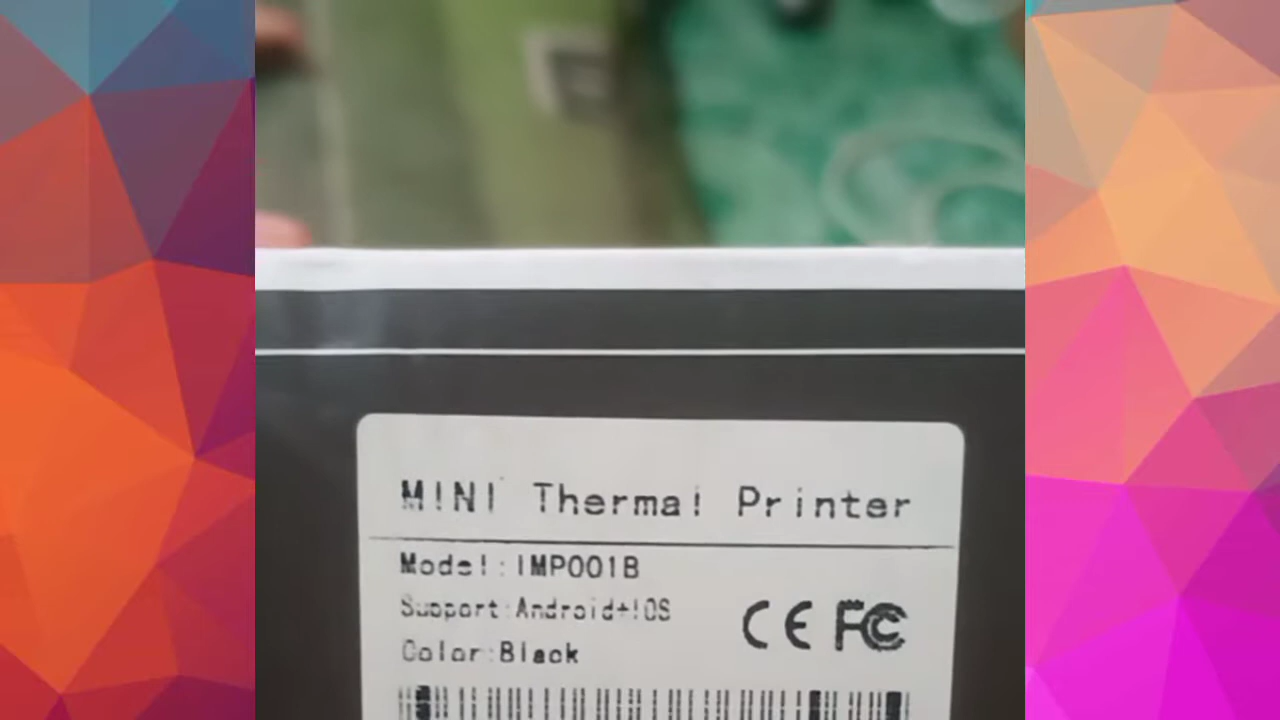 MINI Thermal Printer
Model:IMP001B
Support:Android+IOS
CE FC
Color:Black